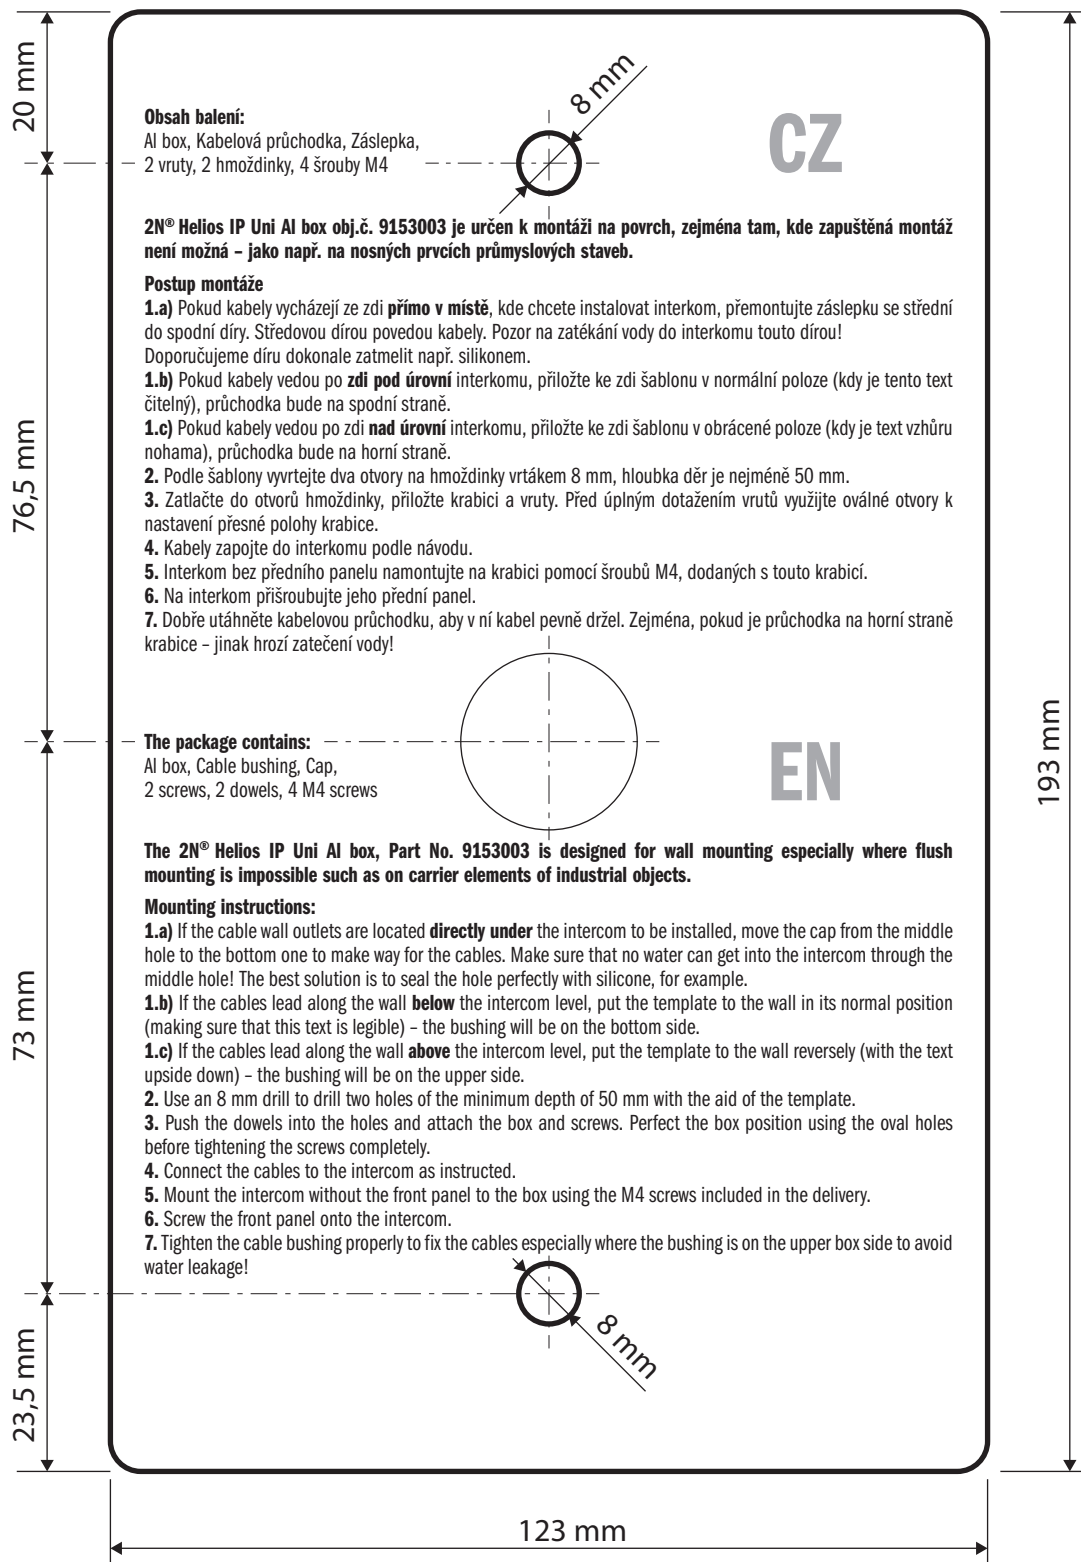 20 mm
8 mm
Obsah balení:
Al box, Kabelová průchodka, Záslepka,
2 vruty, 2 hmoždinky, 4 šrouby M4
CZ
2N® Helios IP Uni Al box obj.č. 9153003 je určen k montáži na povrch, zejména tam, kde zapuštěná montáž
není možná – jako např. na nosných prvcích průmyslových staveb.
Postup montáže
1.a) Pokud kabely vycházejí ze zdi přímo v místě, kde chcete instalovat interkom, přemontujte záslepku se střední
do spodní díry. Středovou dírou povedou kabely. Pozor na zatékání vody do interkomu touto dírou!
Doporučujeme díru dokonale zatmelit např. silikonem.
1.b) Pokud kabely vedou po zdi pod úrovní interkomu, přiložte ke zdi šablonu v normální poloze (kdy je tento text
čitelný), průchodka bude na spodní straně.
1.c) Pokud kabely vedou po zdi nad úrovní interkomu, přiložte ke zdi šablonu v obrácené poloze (kdy je text vzhůru
nohama), průchodka bude na horní straně.
2. Podle šablony vyvrtejte dva otvory na hmoždinky vrtákem 8 mm, hloubka děr je nejméně 50 mm.
3. Zatlačte do otvorů hmoždinky, přiložte krabici a vruty. Před úplným dotažením vrutů využijte oválné otvory k
nastavení přesné polohy krabice.
4. Kabely zapojte do interkomu podle návodu.
5. Interkom bez předního panelu namontujte na krabici pomocí šroubů M4, dodaných s touto krabicí.
6. Na interkom přišroubujte jeho přední panel.
7. Dobře utáhněte kabelovou průchodku, aby v ní kabel pevně držel. Zejména, pokud je průchodka na horní straně
krabice – jinak hrozí zatečení vody!
76,5 mm
193 mm
The package contains:
Al box, Cable bushing, Cap,
2 screws, 2 dowels, 4 M4 screws
EN
The 2N® Helios IP Uni Al box, Part No. 9153003 is designed for wall mounting especially where flush
mounting is impossible such as on carrier elements of industrial objects.
Mounting instructions:
1.a) If the cable wall outlets are located directly under the intercom to be installed, move the cap from the middle
hole to the bottom one to make way for the cables. Make sure that no water can get into the intercom through the
middle hole! The best solution is to seal the hole perfectly with silicone, for example.
1.b) If the cables lead along the wall below the intercom level, put the template to the wall in its normal position
(making sure that this text is legible) – the bushing will be on the bottom side.
1.c) If the cables lead along the wall above the intercom level, put the template to the wall reversely (with the text
upside down) – the bushing will be on the upper side.
2. Use an 8 mm drill to drill two holes of the minimum depth of 50 mm with the aid of the template.
3. Push the dowels into the holes and attach the box and screws. Perfect the box position using the oval holes
before tightening the screws completely.
4. Connect the cables to the intercom as instructed.
5. Mount the intercom without the front panel to the box using the M4 screws included in the delivery.
6. Screw the front panel onto the intercom.
7. Tighten the cable bushing properly to fix the cables especially where the bushing is on the upper box side to avoid
water leakage!
73 mm
8 mm
23,5 mm
123 mm